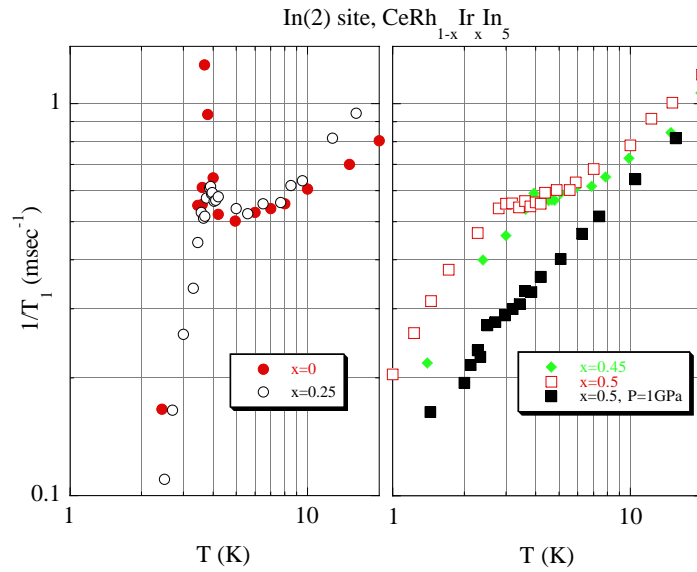 In(2) site, CeRh1-xIrxIn5
1/T1 (msec-1)
1
0.1
x=0
x=0.25
x=0.45
x=0.5
x=0.5, P=1GPa
1 10 1 10
T (K) T (K)